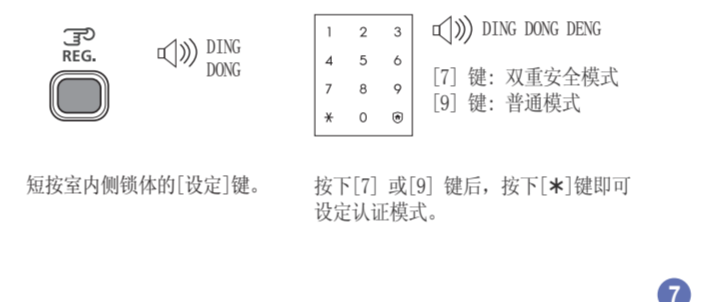 REG.
DING
DONG
短按室内侧锁体的[设定]键。
1 2 3
4 5 6
7 8 9
* 0
DING DONG DENG
[7] 键: 双重安全模式
[9] 键: 普通模式
按下[7] 或[9] 键后, 按下[*]键即可
设定认证模式。
7